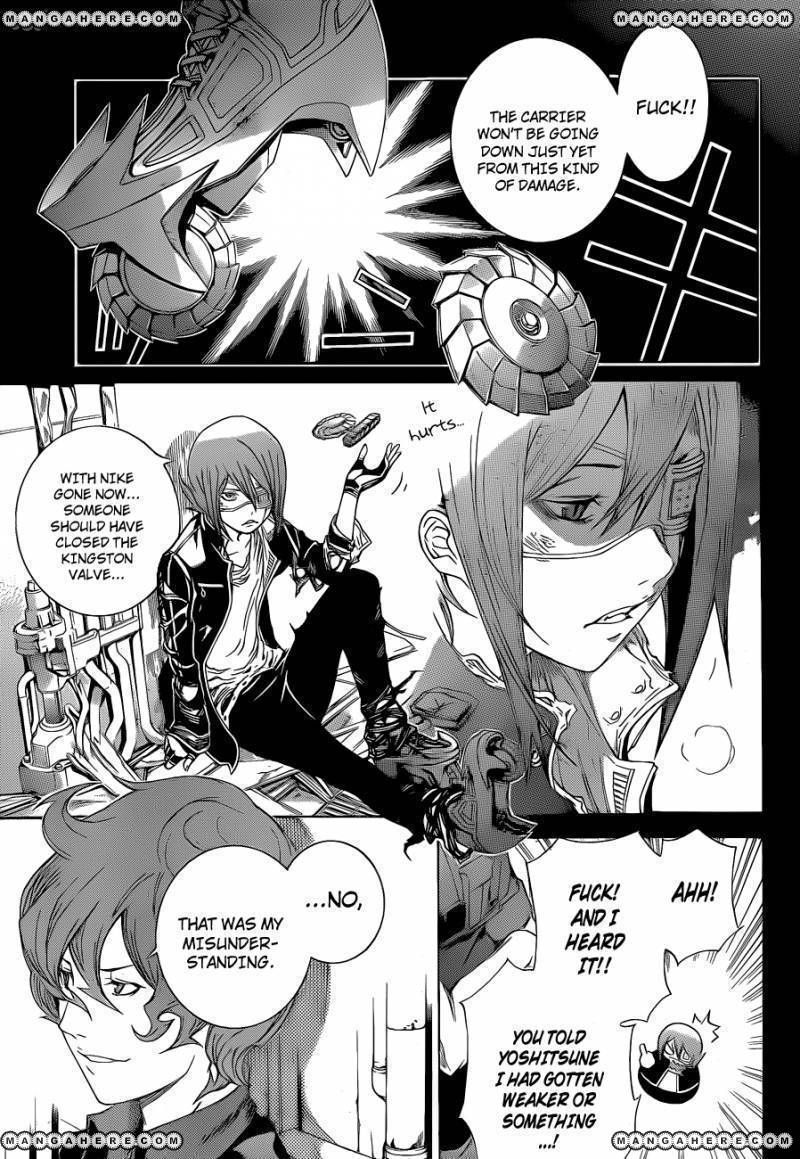 MANGAHERE.COM
MANGAHERE.COM
FUCK!!
THE CARRIER
WON'T BE GOING
DOWN JUST YET
FROM THIS KIND
OF DAMAGE.
It
hurts...
WITH NIKE
GONE NOW...
SOMEONE
SHOULD HAVE
CLOSED THE
KINGSTON
VALVE...
AHH!
FUCK!
AND I
HEARD
IT!!
YOU TOLD
YOSHITSUNE
I HAD GOTTEN
WEAKER OR
SOMETHING
...!
...NO,
THAT WAS MY
MISUNDER-
STANDING.
MANGAHERE.COM
MANGAHERE.COM